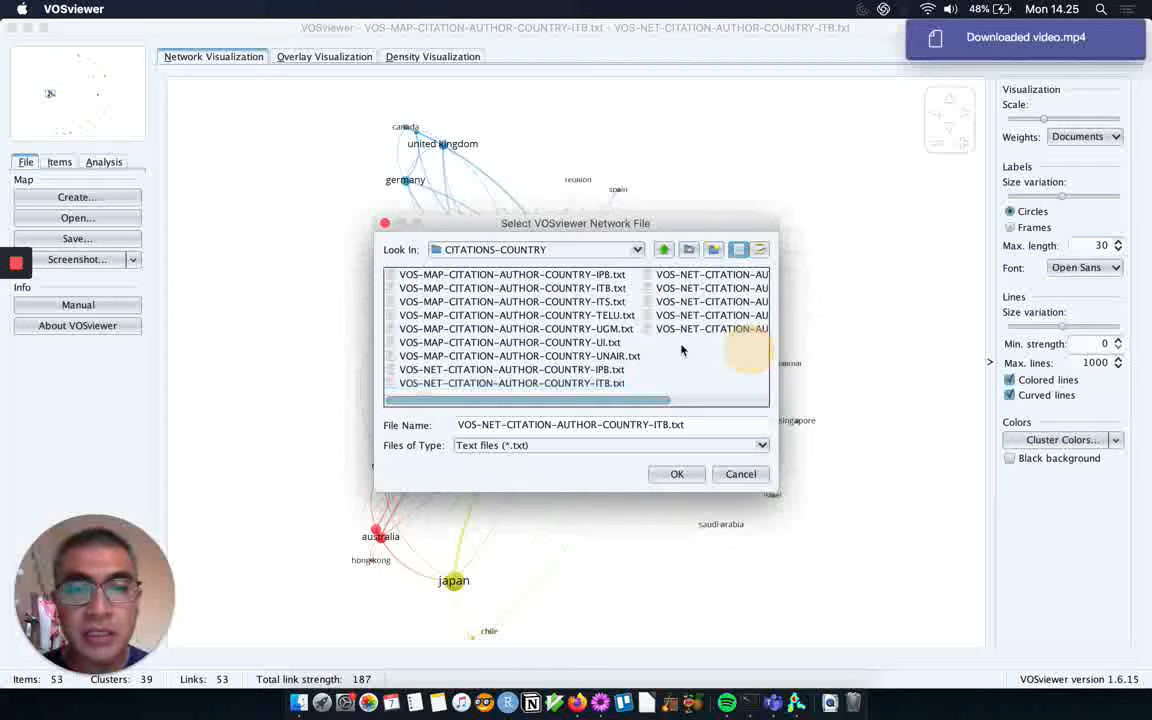 VOSviewer
48%
Mon 14.25
VOSviewer - VOS-MAP-CITATION-AUTHOR-COUNTRY-ITB.txt - VOS-NET-CITATION-AUTHOR-COUNTRY-ITB.txt
Downloaded video.mp4
Network Visualization
Overlay Visualization
Density Visualization
File
Items
Analysis
Map
Create...
Open...
Save...
Screenshot...
Info
Manual
About VOSviewer
canada
united kingdom
germany
reunion
spain
Select VOSviewer Network File
Look In:
CITATIONS-COUNTRY
VOS-MAP-CITATION-AUTHOR-COUNTRY-IPB.txt
VOS-MAP-CITATION-AUTHOR-COUNTRY-ITB.txt
VOS-MAP-CITATION-AUTHOR-COUNTRY-ITS.txt
VOS-MAP-CITATION-AUTHOR-COUNTRY-TELU.txt
VOS-MAP-CITATION-AUTHOR-COUNTRY-UGM.txt
VOS-MAP-CITATION-AUTHOR-COUNTRY-UI.txt
VOS-MAP-CITATION-AUTHOR-COUNTRY-UNAIR.txt
VOS-NET-CITATION-AUTHOR-COUNTRY-IPB.txt
VOS-NET-CITATION-AUTHOR-COUNTRY-ITB.txt
VOS-NET-CITATION-AU
VOS-NET-CITATION-AU
VOS-NET-CITATION-AU
VOS-NET-CITATION-AU
VOS-NET-CITATION-AU
File Name:
VOS-NET-CITATION-AUTHOR-COUNTRY-ITB.txt
Files of Type:
Text files (*.txt)
OK
Cancel
singapore
saudi arabia
australia
hong kong
japan
chile
Visualization
Scale:
Weights:
Documents
Labels
Size variation:
Circles
Frames
Max. length:
30
Font:
Open Sans
Lines
Size variation:
Min. strength:
0
Max. lines:
1000
Colored lines
Curved lines
Colors
Cluster Colors...
Black background
Items: 53
Clusters: 39
Links: 53
Total link strength: 187
VOSviewer version 1.6.15